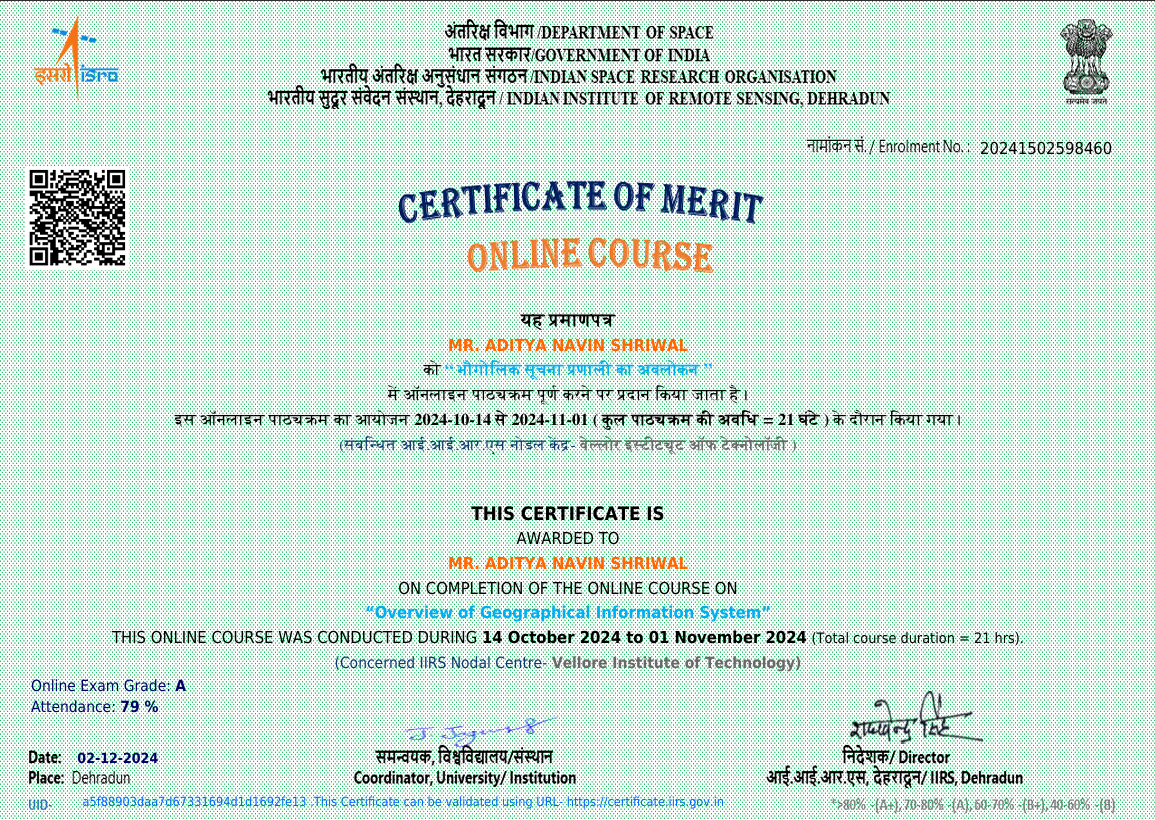 इसरो isro
अंतरिक्ष विभाग /DEPARTMENT OF SPACE
भारत सरकार/GOVERNMENT OF INDIA
भारतीय अंतरिक्ष अनुसंधान संगठन /INDIAN SPACE RESEARCH ORGANISATION
भारतीय सुदूर संवेदन संस्थान, देहरादून / INDIAN INSTITUTE OF REMOTE SENSING, DEHRADUN
सत्यमेव जयते
नामांकन सं. / Enrolment No. : 20241502598460
CERTIFICATE OF MERIT
ONLINE COURSE
यह प्रमाणपत्र
MR. ADITYA NAVIN SHRIWAL
को “भौगोलिक सूचना प्रणाली का अवलोकन ”
में ऑनलाइन पाठ्यक्रम पूर्ण करने पर प्रदान किया जाता है।
इस ऑनलाइन पाठ्यक्रम का आयोजन 2024-10-14 से 2024-11-01 ( कुल पाठ्यक्रम की अवधि = 21 घंटे ) के दौरान किया गया।
(संबन्धित आई.आई.आर.एस नोडल केंद्र- वेल्लोर इंस्टीट्यूट ऑफ टेक्नोलॉजी )
THIS CERTIFICATE IS
AWARDED TO
MR. ADITYA NAVIN SHRIWAL
ON COMPLETION OF THE ONLINE COURSE ON
“Overview of Geographical Information System”
THIS ONLINE COURSE WAS CONDUCTED DURING 14 October 2024 to 01 November 2024 (Total course duration = 21 hrs).
(Concerned IIRS Nodal Centre- Vellore Institute of Technology)
Online Exam Grade: A
Attendance: 79 %
समन्वयक, विश्वविद्यालय/संस्थान
Coordinator, University/ Institution
निदेशक/ Director
आई.आई.आर.एस, देहरादून/ IIRS, Dehradun
Date: 02-12-2024
Place: Dehradun
UID- a5f88903daa7d67331694d1d1692fe13 .This Certificate can be validated using URL- https://certificate.iirs.gov.in
*>80% -(A+), 70-80% -(A), 60-70% -(B+), 40-60% -(B)